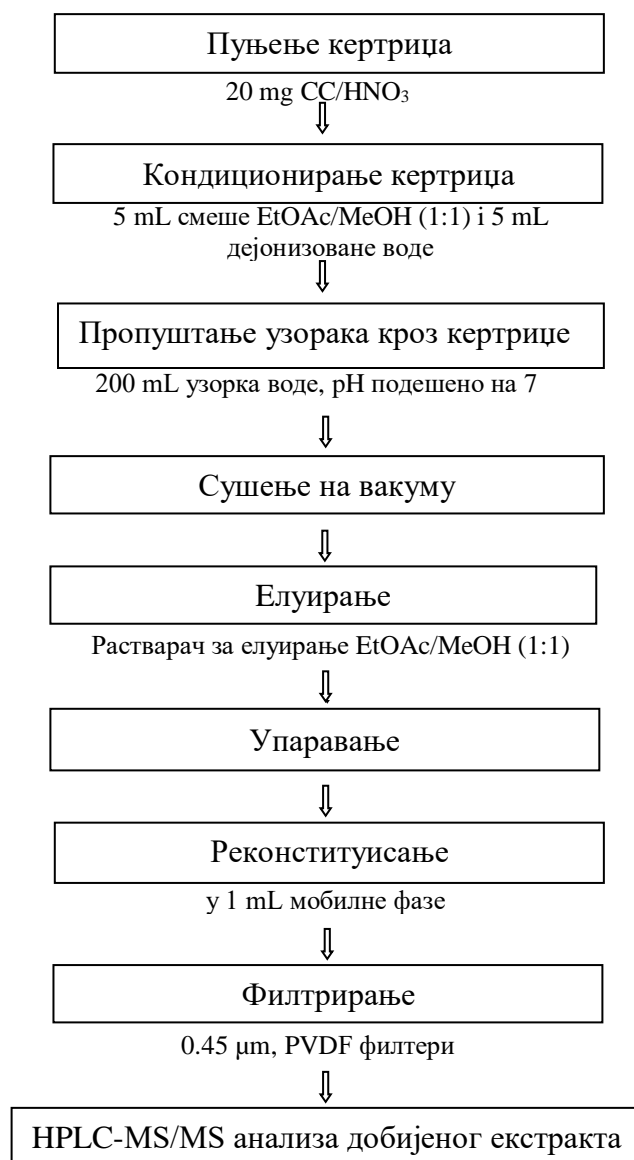 Пуњење кертриџа
20 mg CC/HNO₃
Кондиционирање кертриџа
5 mL смеше EtOAc/MeOH (1:1) и 5 mL
дејонизоване воде
Пропуштање узорака кроз кертриџе
200 mL узорка воде, pH подешено на 7
Сушење на вакуму
Елуирање
Растварач за елуирање EtOAc/MeOH (1:1)
Упаравање
Реконституисање
у 1 mL мобилне фазе
Филтрирање
0.45 μm, PVDF филтери
HPLC-MS/MS анализа добијеног екстракта